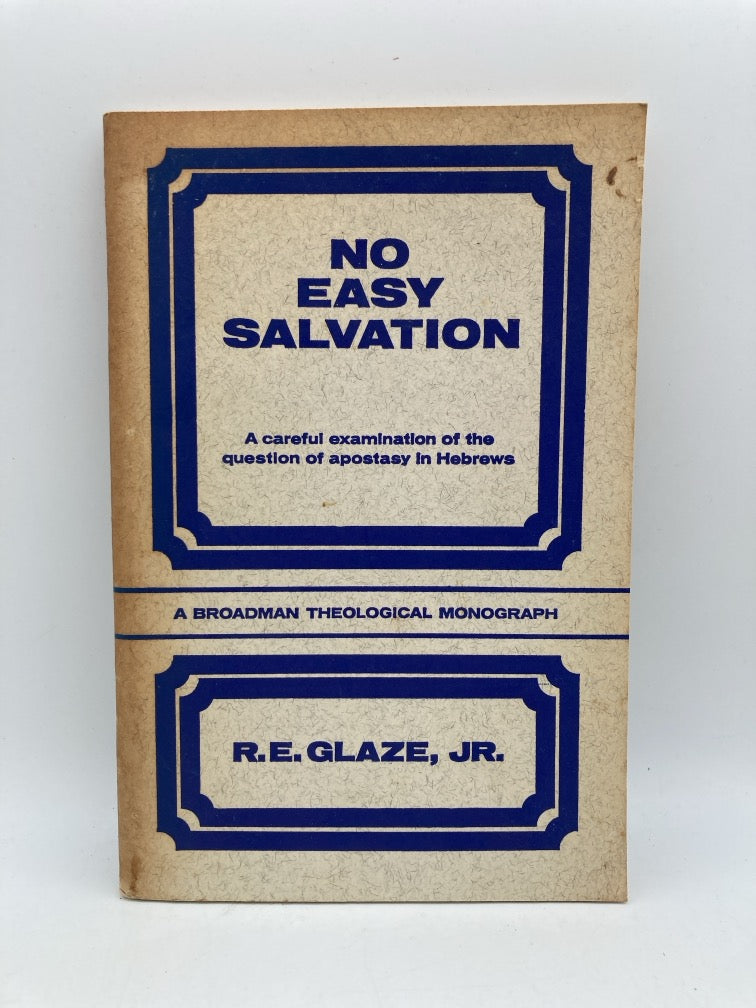 NO
EASY
SALVATION
A careful examination of the
question of apostasy in Hebrews
A BROADMAN THEOLOGICAL MONOGRAPH
R.E. GLAZE, JR.